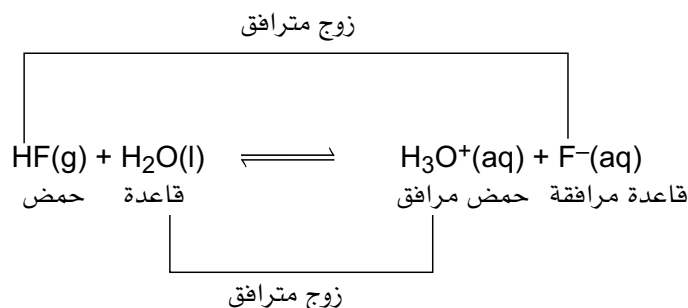 زوج مترافق
HF(g) + H₂O(l) ⇌ H₃O⁺(aq) + F⁻(aq)
حمض قاعدة حمض مرافق قاعدة مرافقة
زوج مترافق